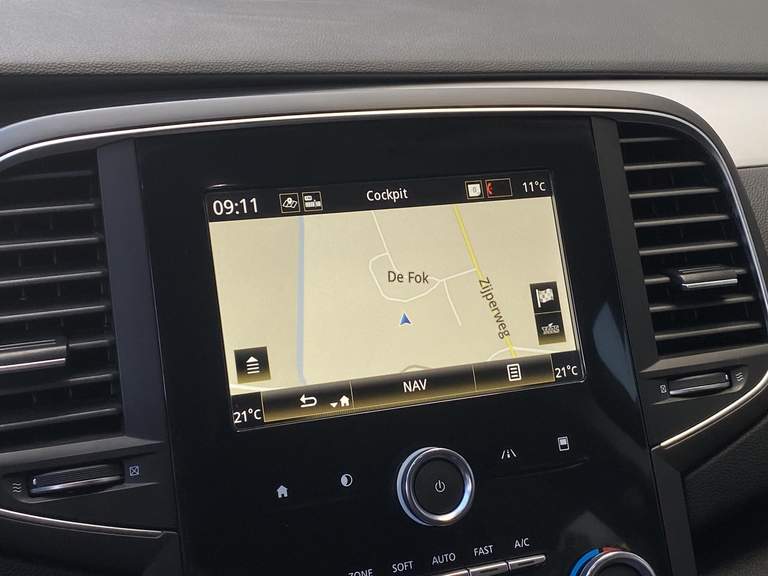 09:11 Cockpit 11°C
De Fok
Zijperweg
21°C NAV 21°C
ZONE SOFT AUTO FAST A/C